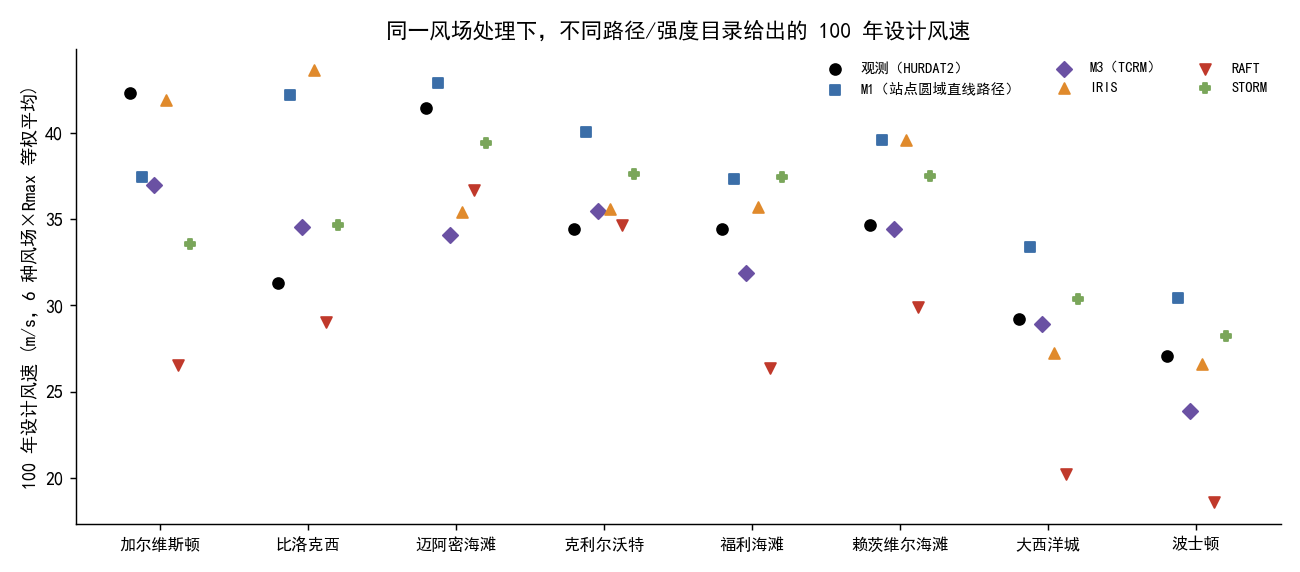 同一风场处理下，不同路径/强度目录给出的 100 年设计风速
观测（HURDAT2）
M1（站点圆域直线路径）
M3（TCRM）
IRIS
RAFT
STORM
100 年设计风速 (m/s, 6 种风场×Rmax 等权平均)
40
35
30
25
20
加尔维斯顿
比洛克西
迈阿密海滩
克利尔沃特
福利海滩
赖茨维尔海滩
大西洋城
波士顿